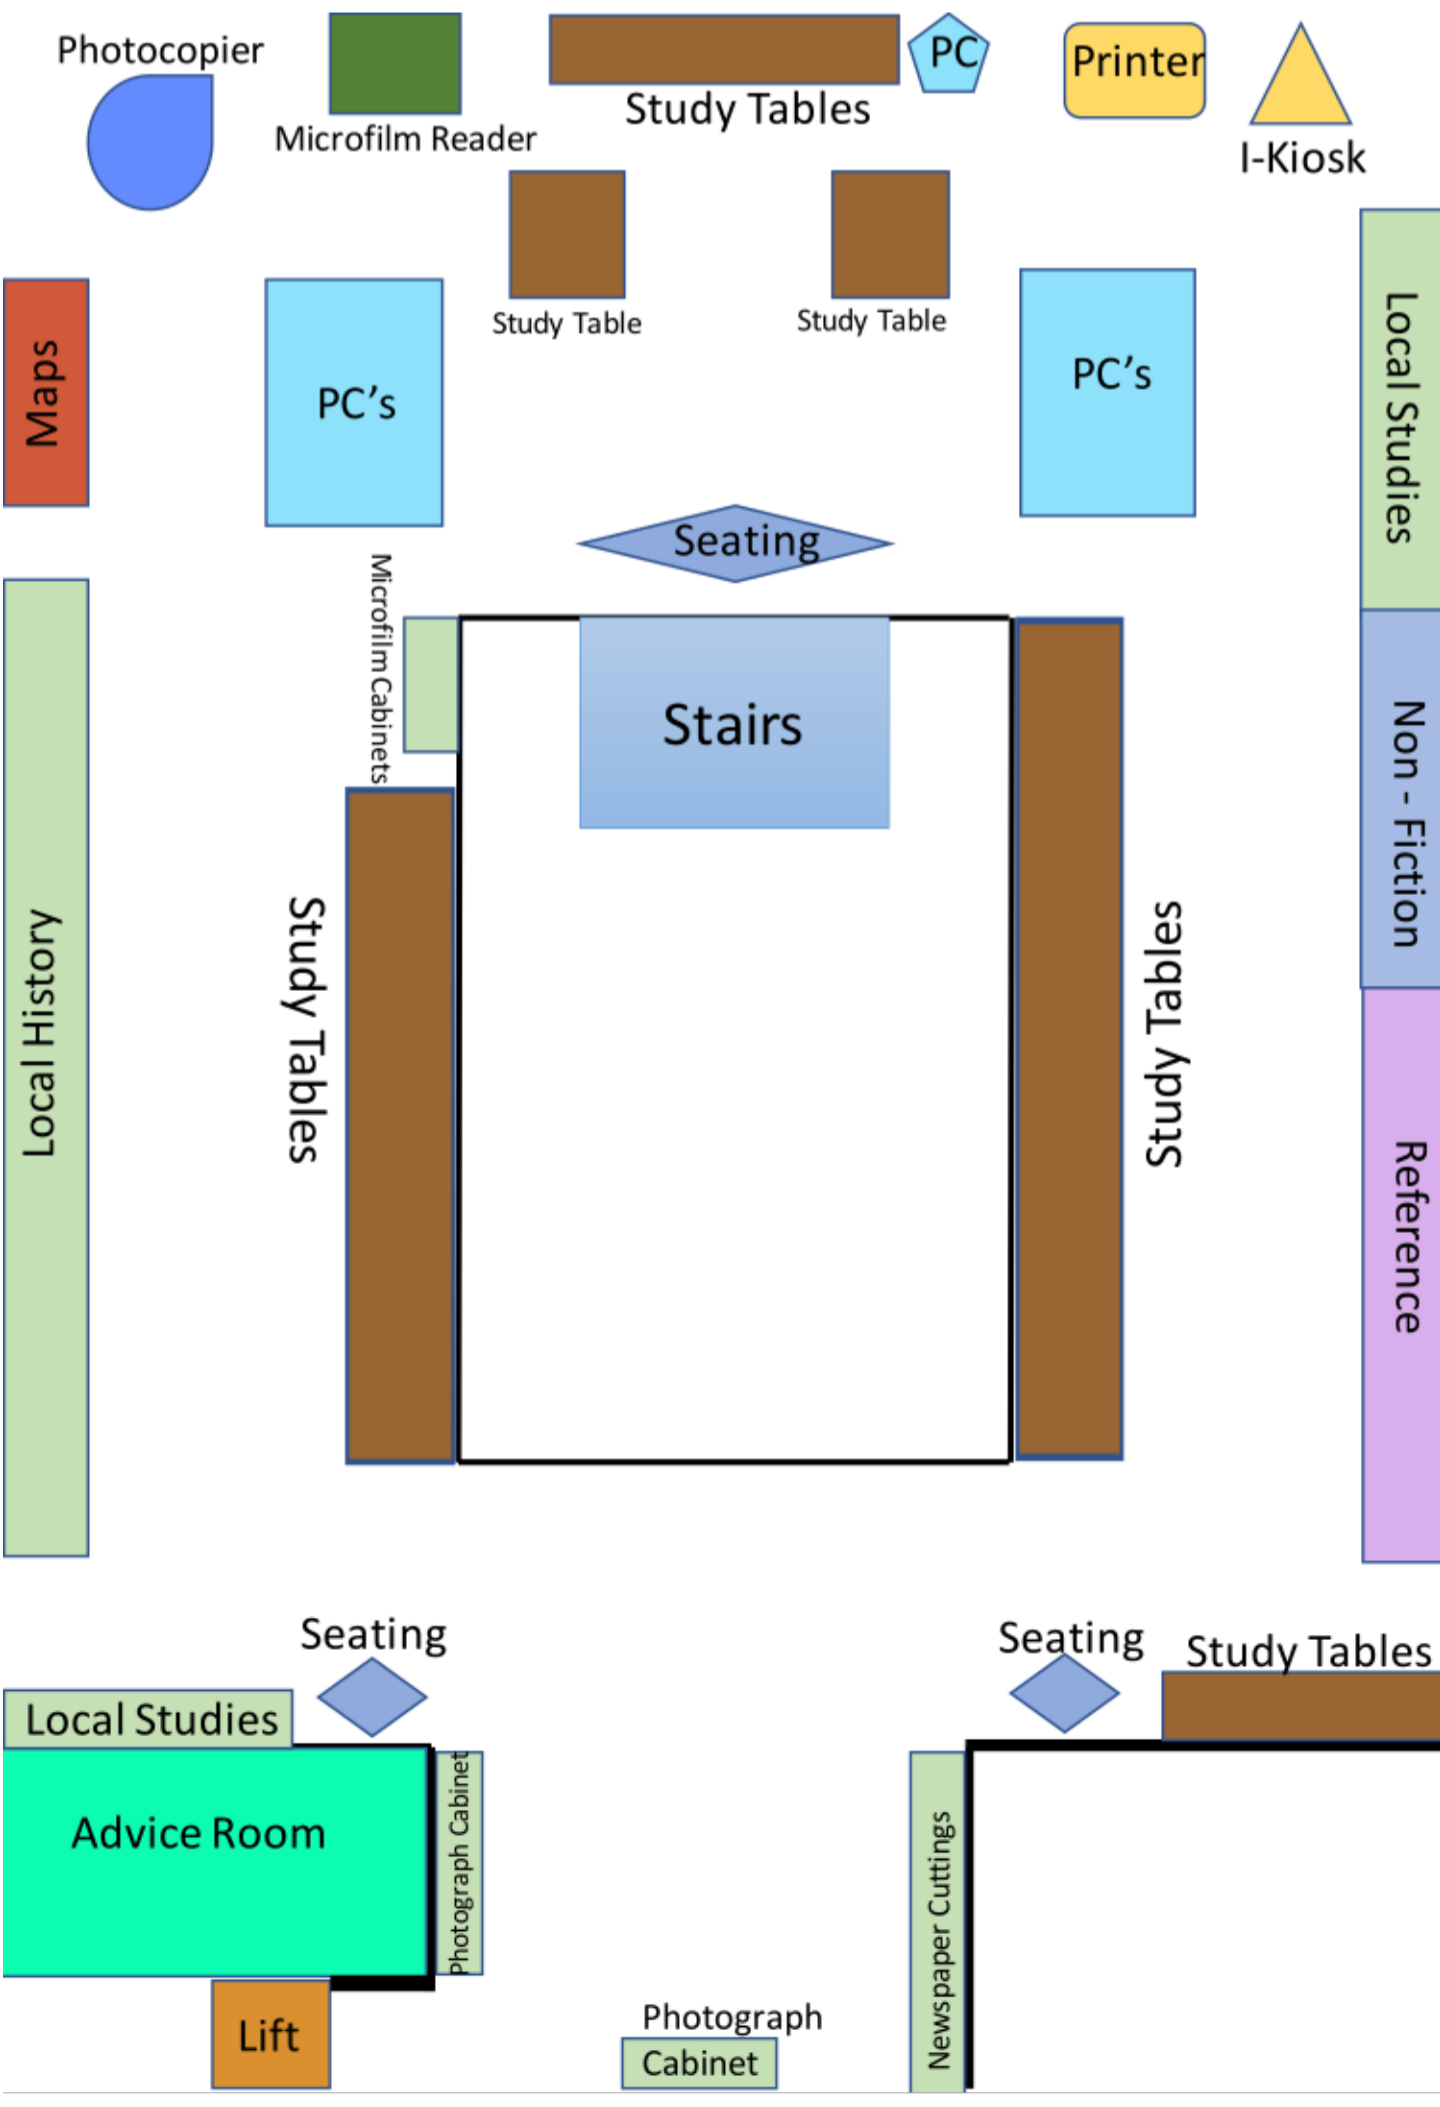 Photocopier
Microfilm Reader
Study Tables
PC
Printer
I-Kiosk
Study Table
Study Table
Maps
PC’s
PC’s
Local Studies
Seating
Microfilm Cabinets
Stairs
Non - Fiction
Local History
Study Tables
Study Tables
Reference
Seating
Seating
Study Tables
Local Studies
Advice Room
Photograph Cabinet
Newspaper Cuttings
Lift
Photograph
Cabinet